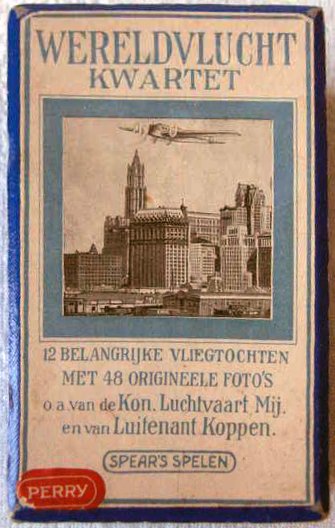 WERELDVLUCHT
KWARTET
12 BELANGRIJKE VLIEGTOCHTEN
MET 48 ORIGINEELE FOTO'S
o.a. van de Kon. Luchtvaart Mij.
en van Luitenant Koppen.
SPEAR'S SPELEN
PERRY